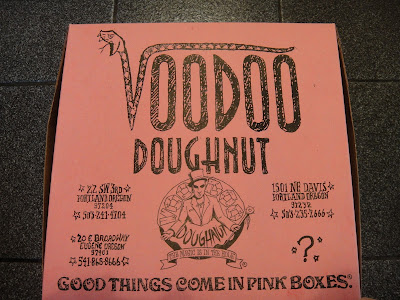 VOODOO
DOUGHNUT
22 SW 3RD
PORTLAND OREGON
97204
503-241-4704
1501 NE DAVIS
PORTLAND OREGON
97232
503-235-2666
VOODOO
DOUGHNUT
THE MAGIC IS IN THE HOLE
20 E BROADWAY
EUGENE OREGON
97401
541-868-8666
?
GOOD THINGS COME IN PINK BOXES.®